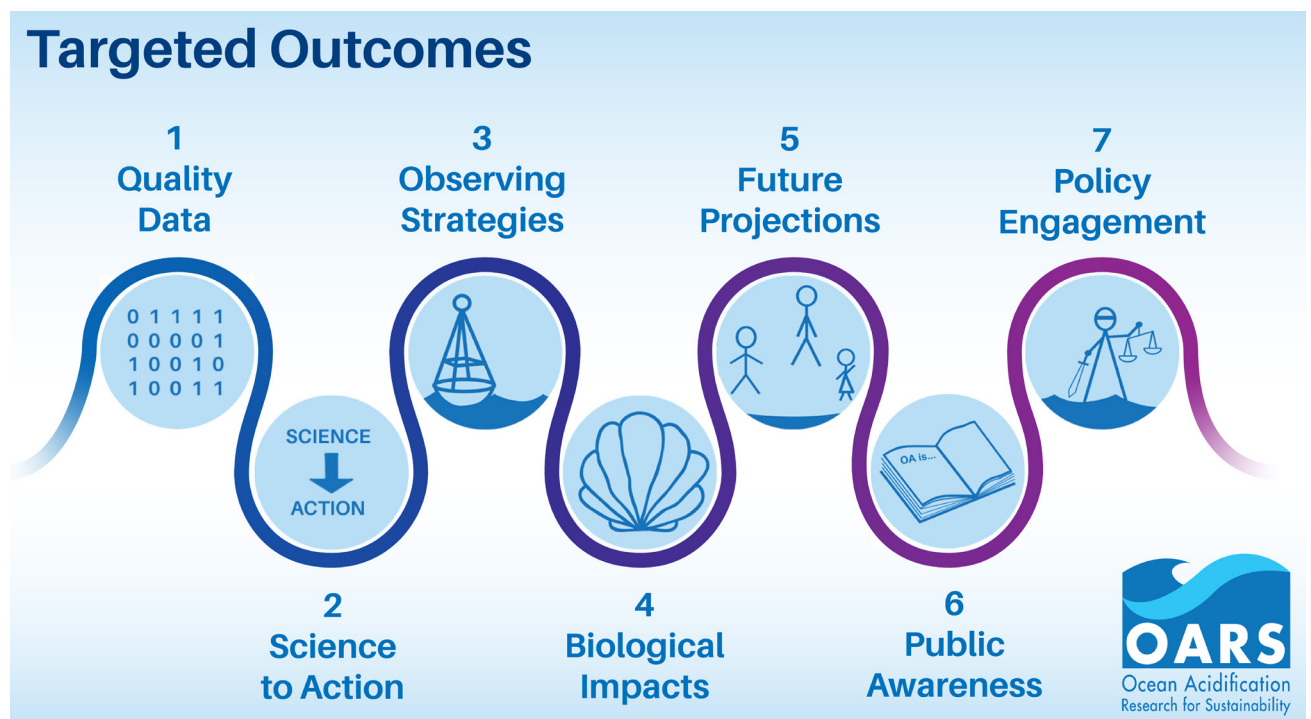 Targeted Outcomes
1
Quality
Data
0 1 1 1 1
0 0 0 0 1
1 0 0 1 0
1 0 0 1 1
2
Science
to Action
SCIENCE
ACTION
3
Observing
Strategies
4
Biological
Impacts
5
Future
Projections
6
Public
Awareness
OA is...
7
Policy
Engagement
OARS
Ocean Acidification
Research for Sustainability